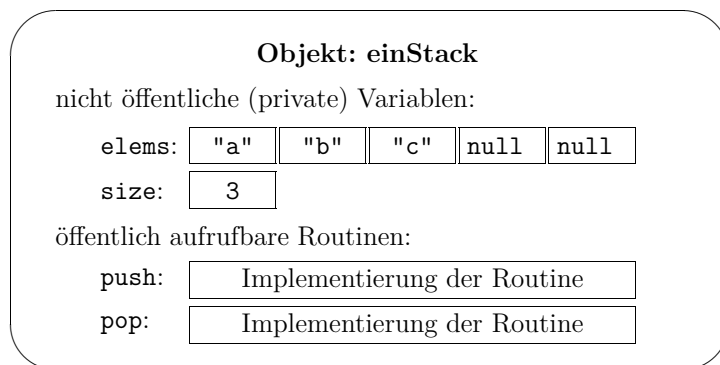 Objekt: einStack
nicht öffentliche (private) Variablen:
elems: "a" "b" "c" null null
size: 3
öffentlich aufrufbare Routinen:
push: Implementierung der Routine
pop: Implementierung der Routine